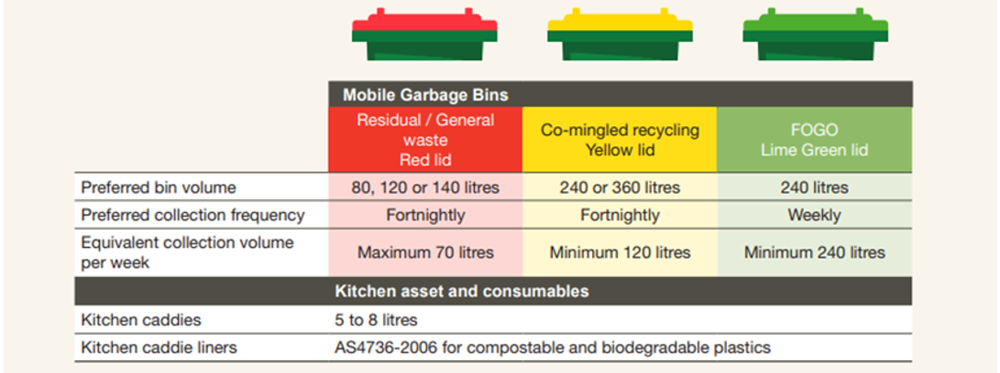 Mobile Garbage Bins
Residual / General
waste
Red lid
Co-mingled recycling
Yellow lid
FOGO
Lime Green lid
Preferred bin volume
80, 120 or 140 litres
240 or 360 litres
240 litres
Preferred collection frequency
Fortnightly
Fortnightly
Weekly
Equivalent collection volume
per week
Maximum 70 litres
Minimum 120 litres
Minimum 240 litres
Kitchen asset and consumables
Kitchen caddies
5 to 8 litres
Kitchen caddie liners
AS4736-2006 for compostable and biodegradable plastics